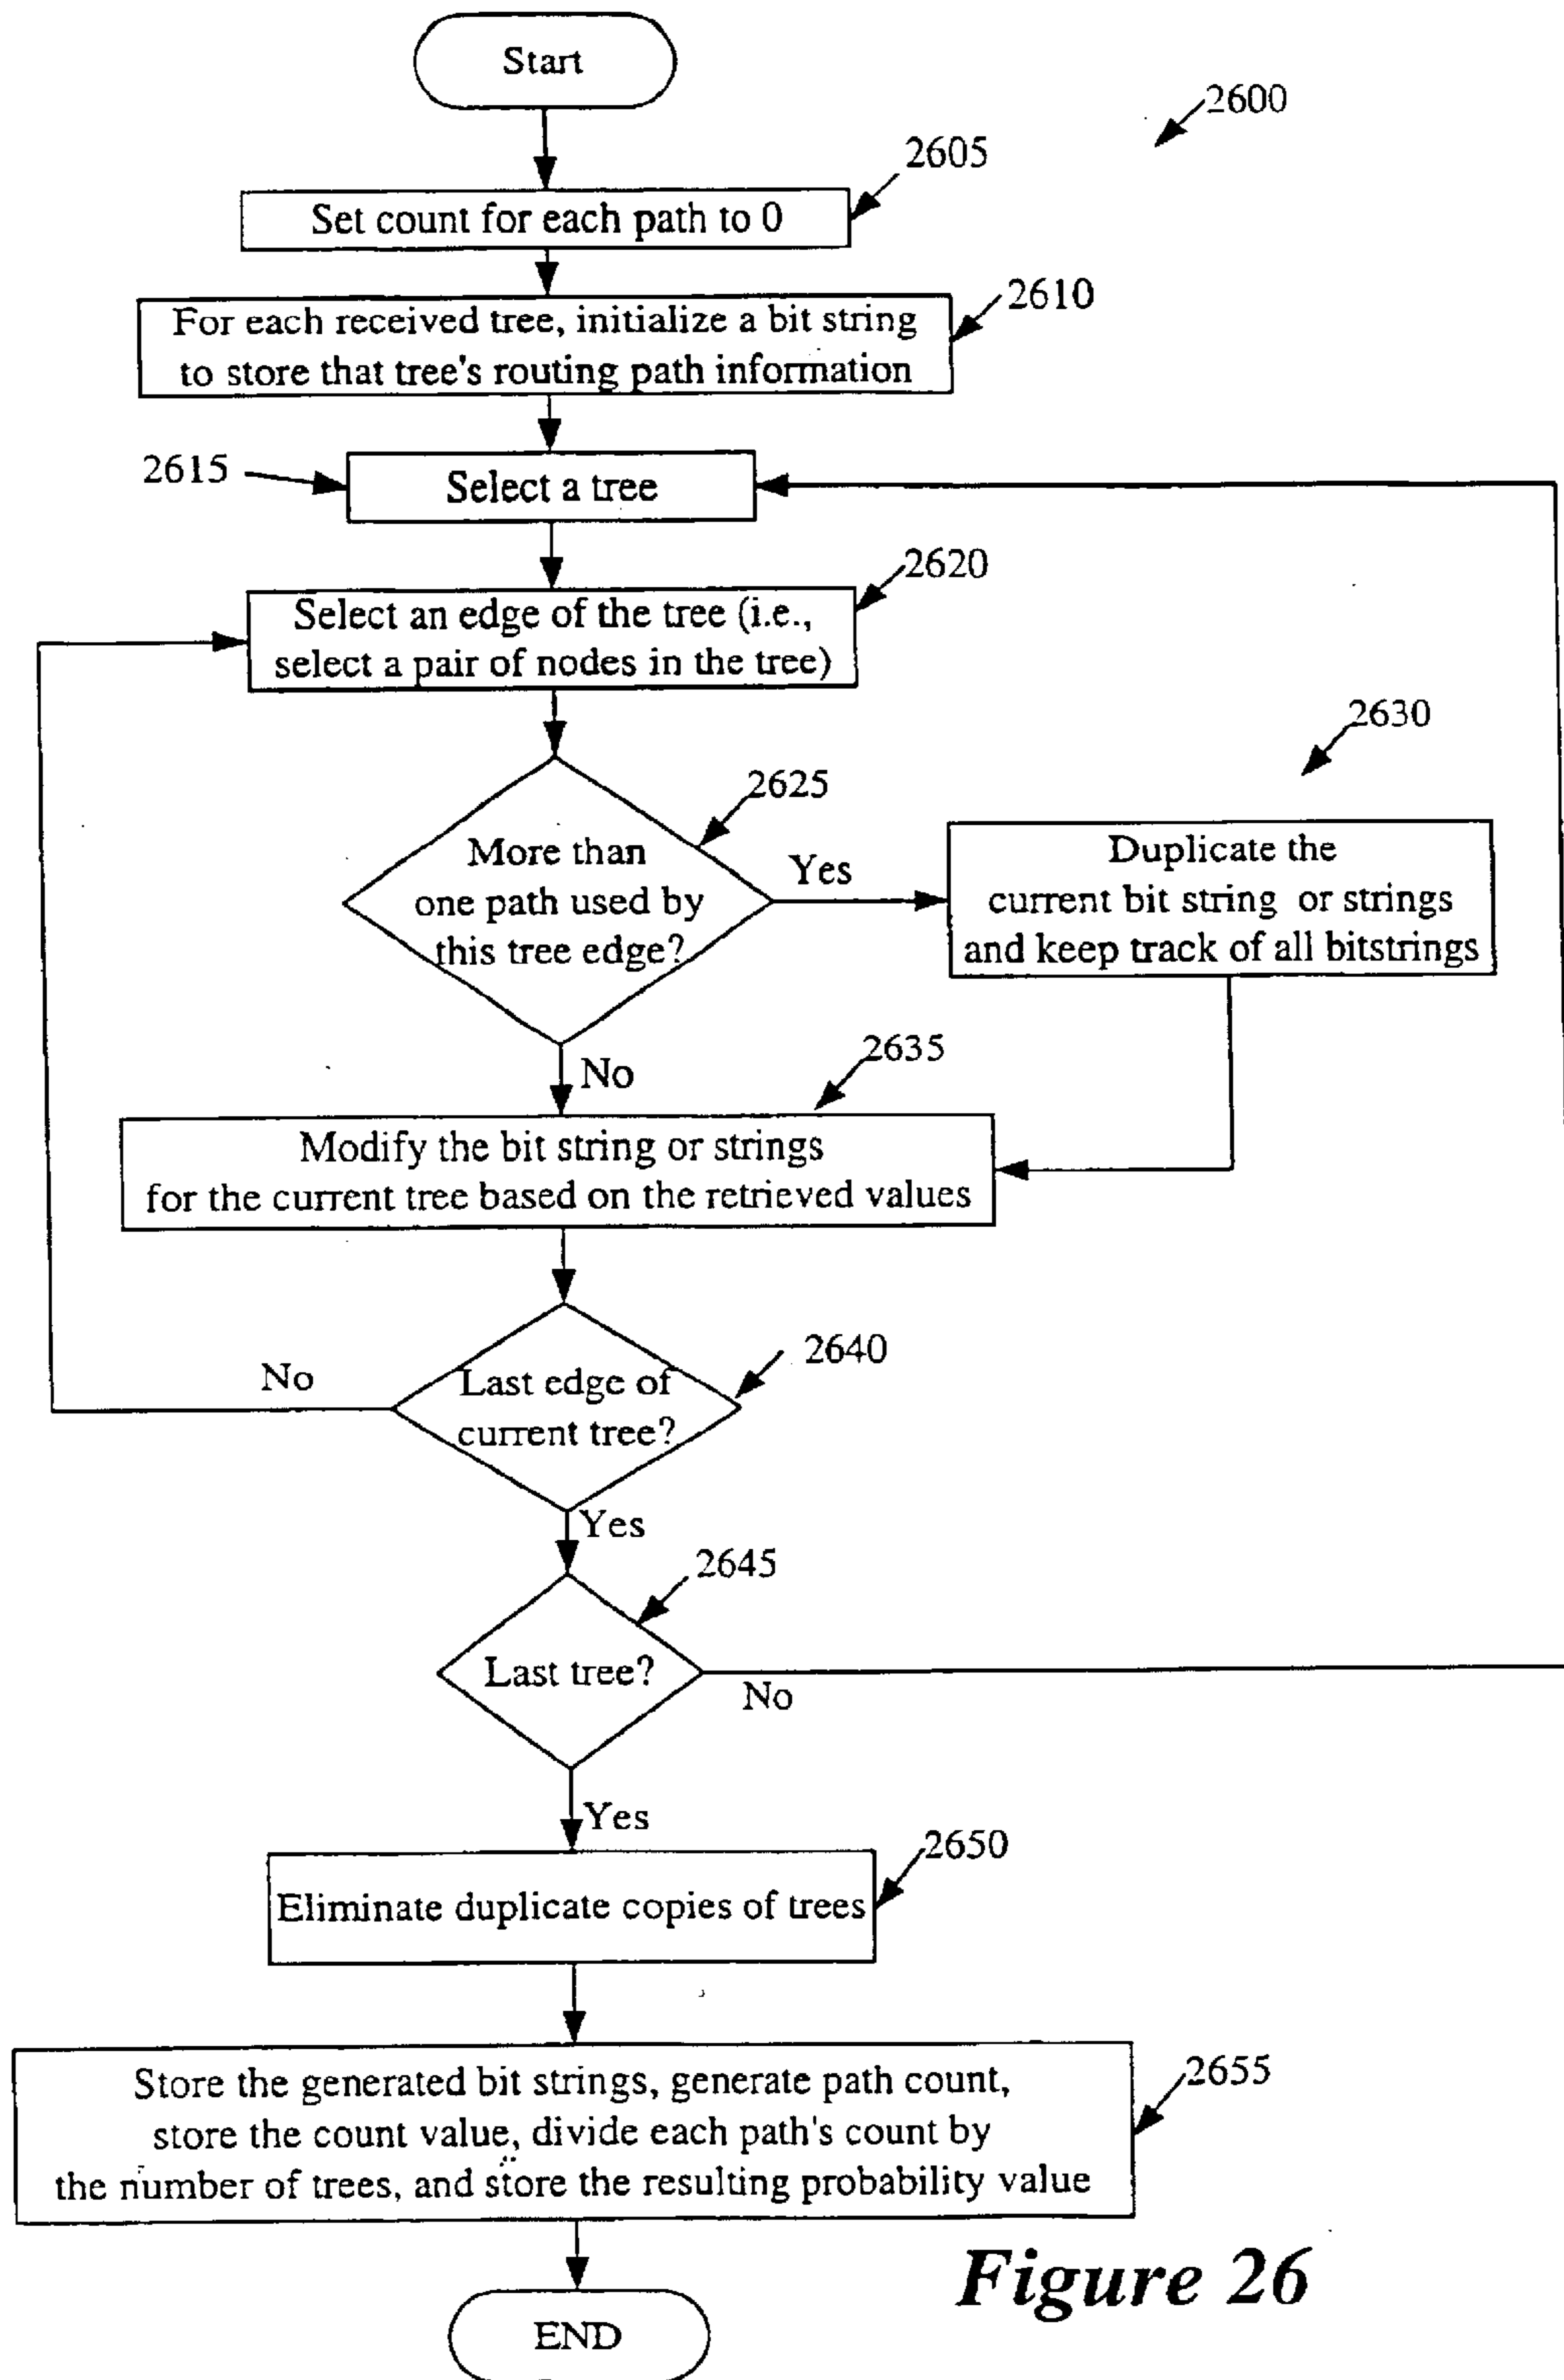 Start
2600
2605
Set count for each path to 0
2610
For each received tree, initialize a bit string
to store that tree's routing path information
2615
Select a tree
2620
Select an edge of the tree (i.e.,
select a pair of nodes in the tree)
2630
2625
More than
one path used by
this tree edge?
Yes
Duplicate the
current bit string or strings
and keep track of all bitstrings
No
2635
Modify the bit string or strings
for the current tree based on the retrieved values
2640
No
Last edge of
current tree?
Yes
2645
Last tree?
No
Yes
2650
Eliminate duplicate copies of trees
2655
Store the generated bit strings, generate path count,
store the count value, divide each path's count by
the number of trees, and store the resulting probability value
Figure 26
END